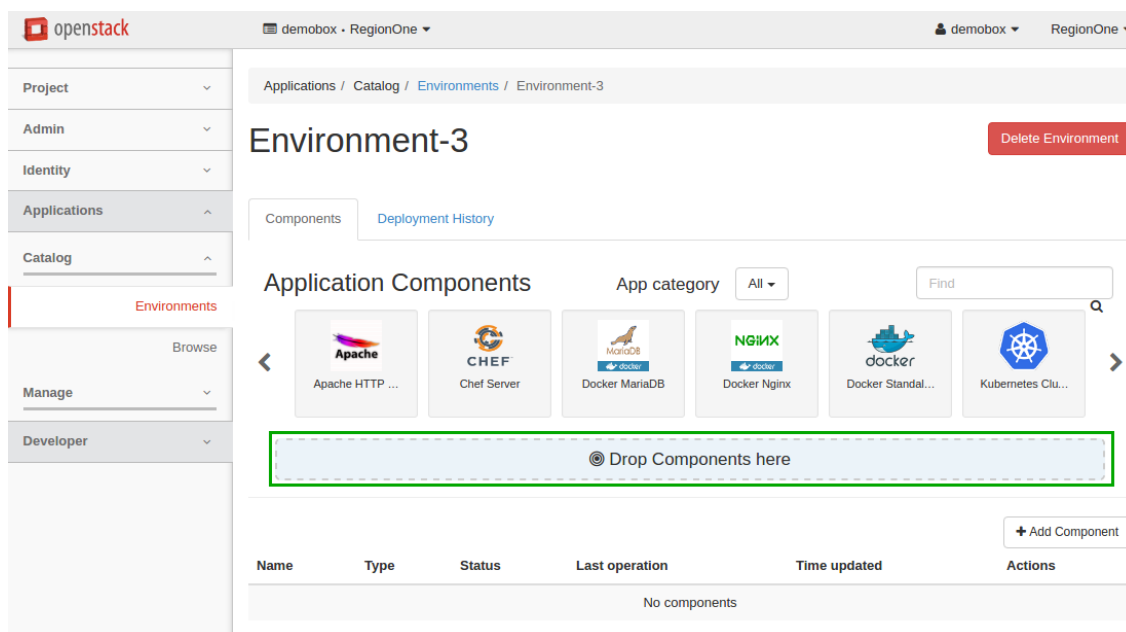 openstack
demobox • RegionOne
demobox
RegionOne
Project
Admin
Identity
Applications
Catalog
Environments
Browse
Manage
Developer
Applications / Catalog / Environments / Environment-3
Environment-3
Delete Environment
Components
Deployment History
Application Components
App category
All
Find
Apache
Apache HTTP ...
CHEF
Chef Server
MariaDB
docker
Docker MariaDB
NGINX
docker
Docker Nginx
docker
Docker Standal...
Kubernetes Clu...
Drop Components here
Add Component
Name Type Status Last operation Time updated Actions
No components